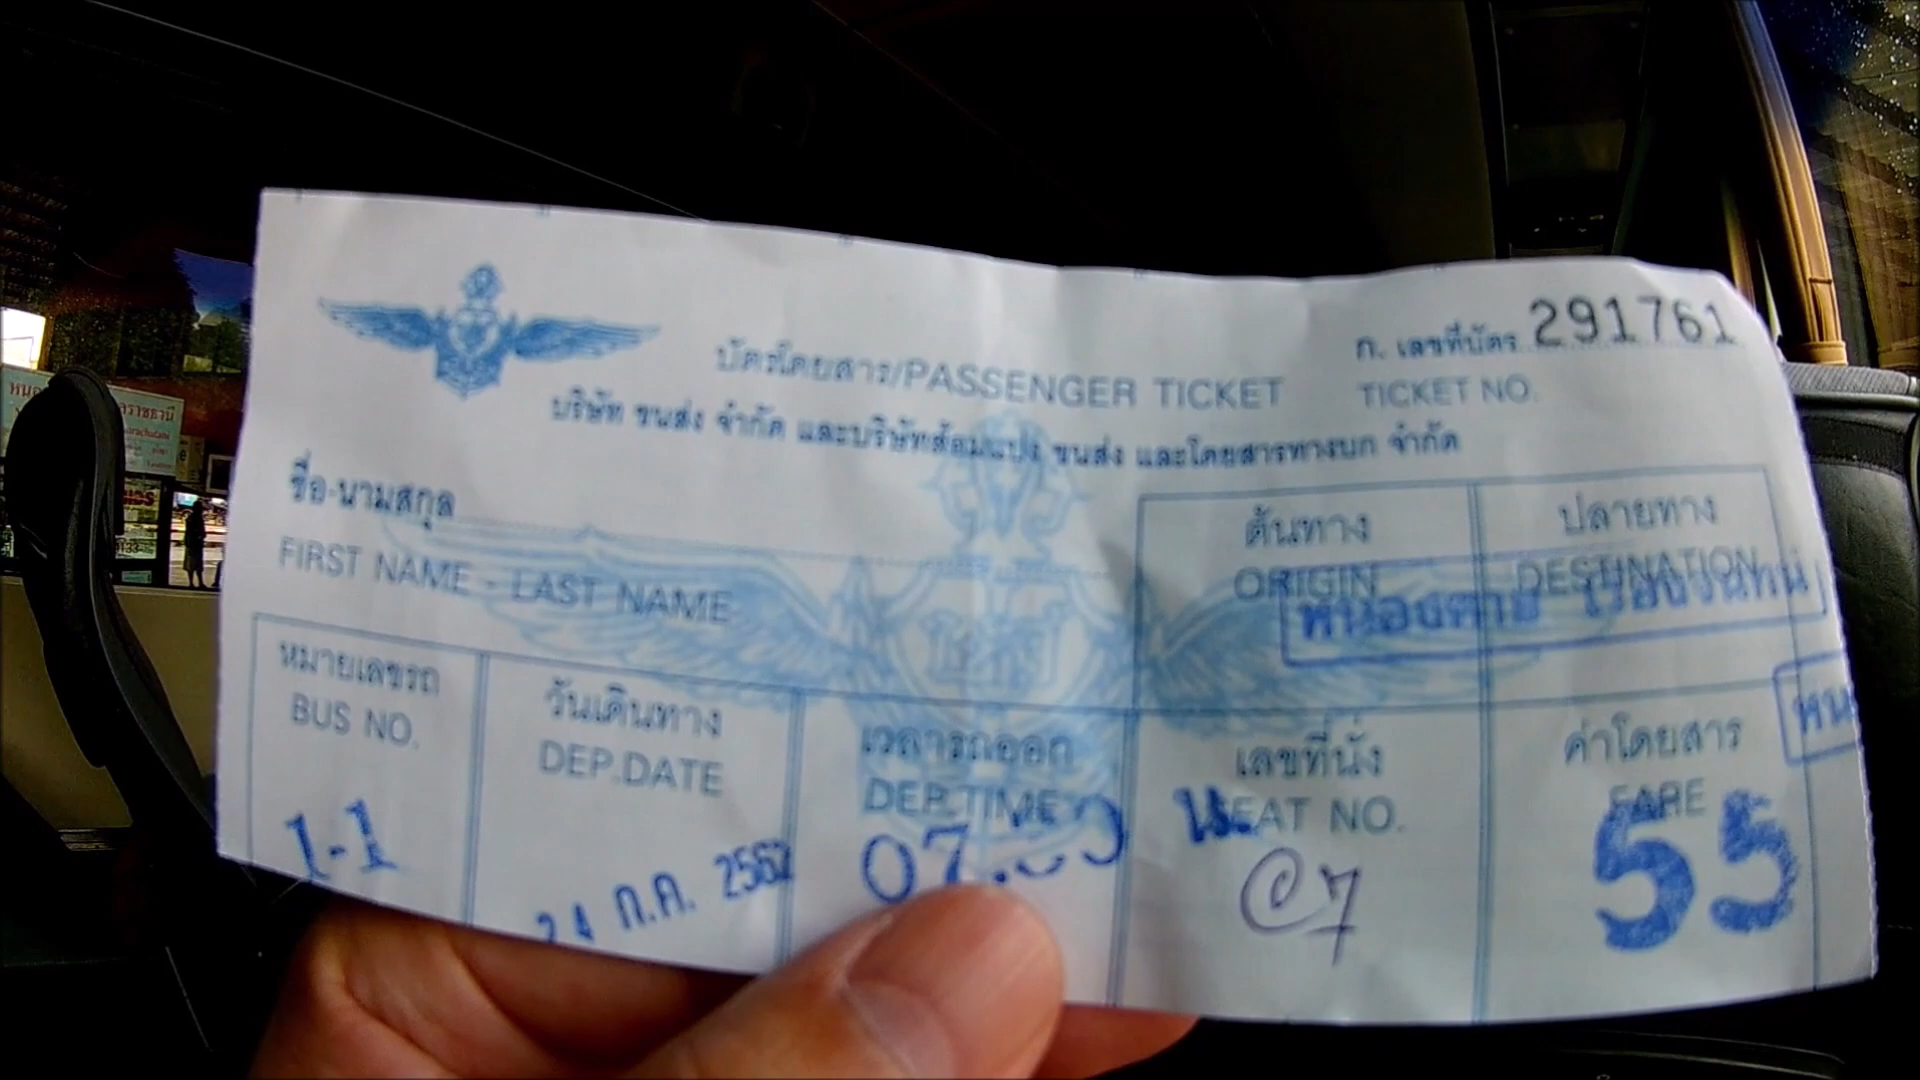 ก. เลขที่บัตร 291761
บัตรโดยสาร/PASSENGER TICKET
TICKET NO.
บริษัท ขนส่ง จำกัด และบริษัทส้อมแปง ขนส่ง และโดยสารทางบก จำกัด
ชื่อ-นามสกุล
FIRST NAME - LAST NAME
ต้นทาง
ORIGIN
ปลายทาง
DESTINATION
หนองคาย
หมายเลขรถ
BUS NO.
1-1
วันเดินทาง
DEP.DATE
24 ก.ค. 2562
เวลารถออก
DEP.TIME
07. น.
เลขที่นั่ง
SEAT NO.
ค่าโดยสาร
FARE
55